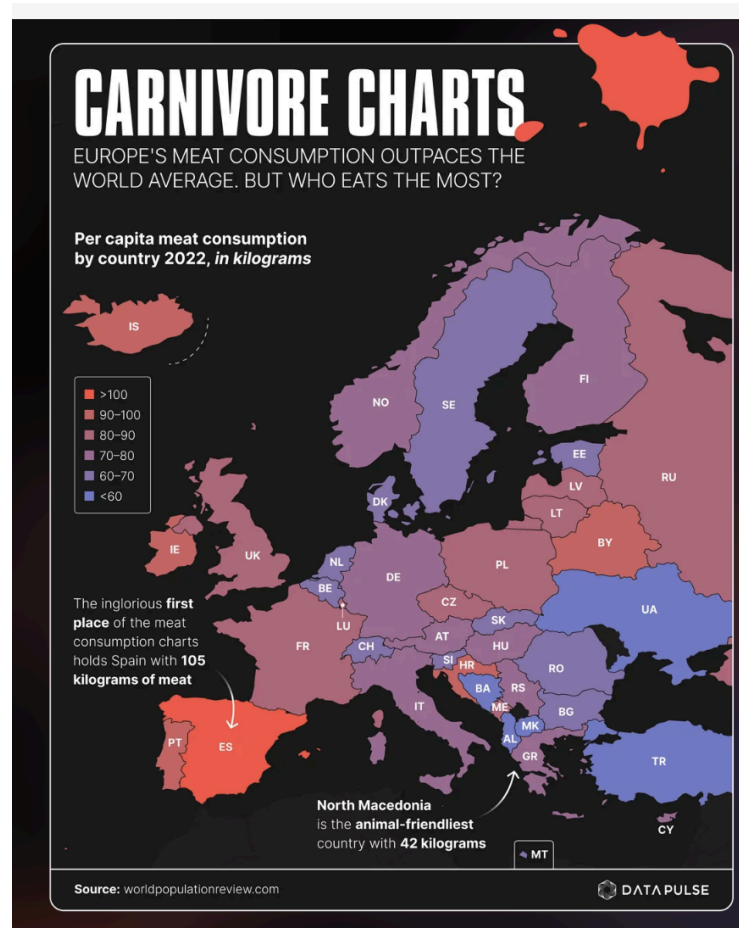 CARNIVORE CHARTS
EUROPE'S MEAT CONSUMPTION OUTPACES THE
WORLD AVERAGE. BUT WHO EATS THE MOST?
Per capita meat consumption
by country 2022, in kilograms
IS
>100
90–100
80–90
70–80
60–70
<60
NO
SE
FI
EE
LV
LT
RU
DK
IE
UK
NL
BE
DE
PL
BY
LU
CZ
UA
The inglorious first
place of the meat
consumption charts
holds Spain with 105
kilograms of meat
FR
CH
AT
SK
HU
SI
HR
RO
BA
RS
IT
ME
BG
MK
AL
PT
ES
GR
TR
CY
North Macedonia
is the animal-friendliest
country with 42 kilograms
MT
Source: worldpopulationreview.com
DATAPULSE